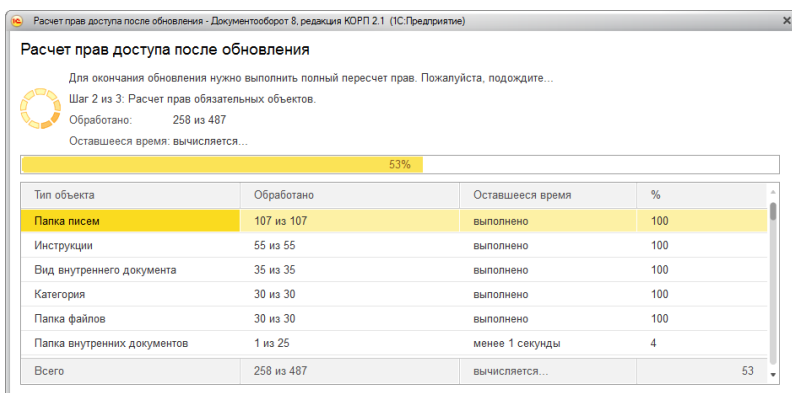 Расчет прав доступа после обновления - Документооборот 8, редакция КОРП 2.1 (1С:Предприятие)
Расчет прав доступа после обновления
Для окончания обновления нужно выполнить полный пересчет прав. Пожалуйста, подождите...
Шаг 2 из 3: Расчет прав обязательных объектов.
Обработано: 258 из 487
Оставшееся время: вычисляется...
53%
Тип объекта Обработано Оставшееся время %
Папка писем 107 из 107 выполнено 100
Инструкции 55 из 55 выполнено 100
Вид внутреннего документа 35 из 35 выполнено 100
Категория 30 из 30 выполнено 100
Папка файлов 30 из 30 выполнено 100
Папка внутренних документов 1 из 25 менее 1 секунды 4
Всего 258 из 487 вычисляется... 53